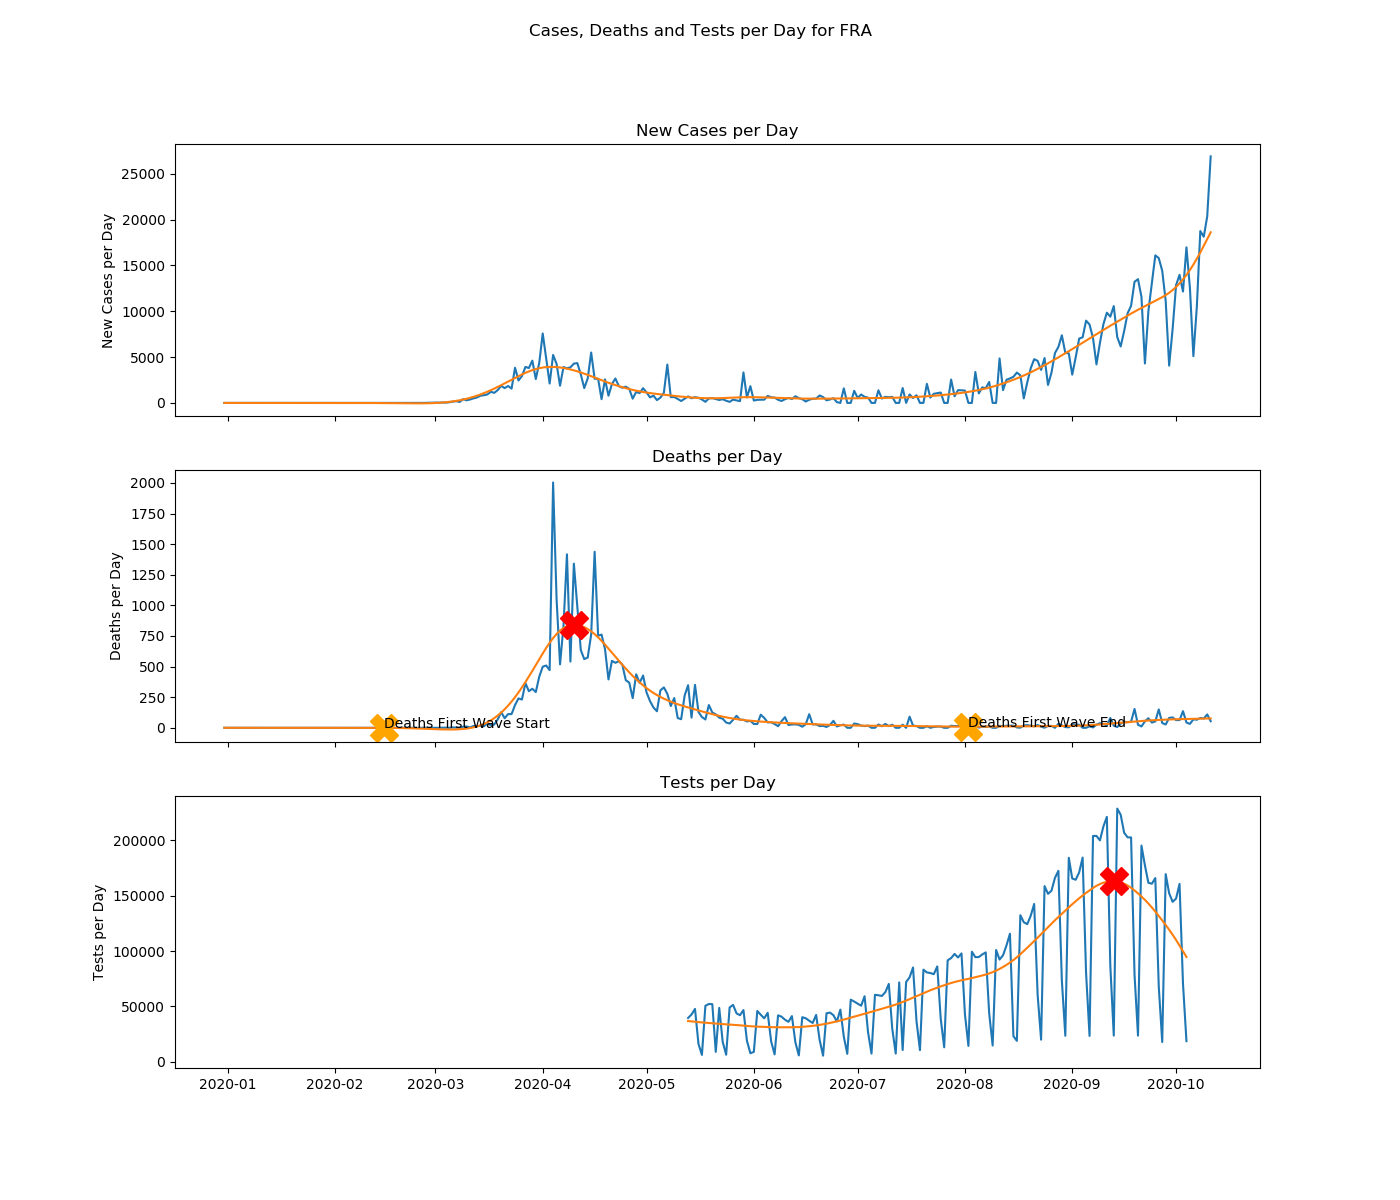 Cases, Deaths and Tests per Day for FRA
New Cases per Day
New Cases per Day
25000
20000
15000
10000
5000
0
Deaths per Day
Deaths per Day
2000
1750
1500
1250
1000
750
500
250
0
Deaths First Wave Start
Deaths First Wave End
Tests per Day
Tests per Day
200000
150000
100000
50000
0
2020-01 2020-02 2020-03 2020-04 2020-05 2020-06 2020-07 2020-08 2020-09 2020-10